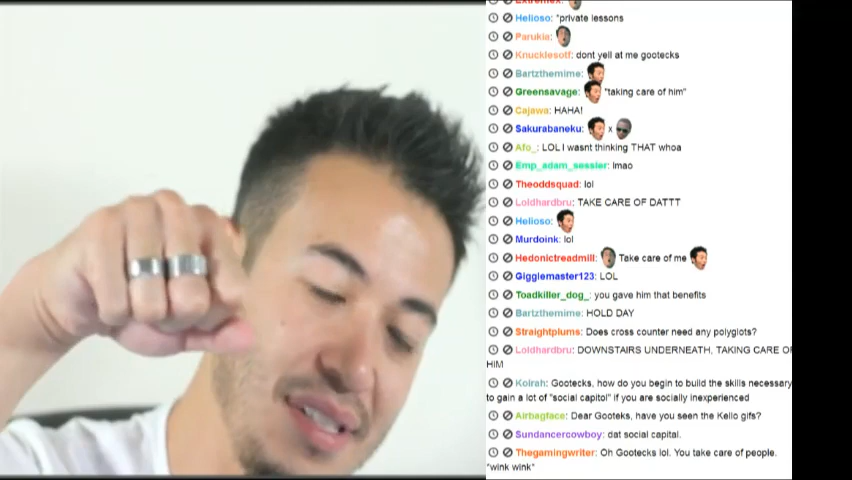 Extremex:
Helioso: "private lessons
Parukia:
Knucklesotf: dont yell at me gootecks
Bartzthemime:
Greensavage: "taking care of him"
Cajawa: HAHA!
Sakurabaneku: x
Afo_: LOL I wasnt thinking THAT whoa
Emp_adam_sessler: lmao
Theoddsquad: lol
Loldhardbru: TAKE CARE OF DATTT
Helioso:
Murdoink: lol
Hedonictreadmill: Take care of me
Gigglemaster123: LOL
Toadkiller_dog_: you gave him that benefits
Bartzthemime: HOLD DAY
Straightplums: Does cross counter need any polyglots?
Loldhardbru: DOWNSTAIRS UNDERNEATH, TAKING CARE OF
HIM
Koirah: Gootecks, how do you begin to build the skills necessary
to gain a lot of "social capitol" if you are socially inexperienced
Airbagface: Dear Gooteks, have you seen the Kello gifs?
Sundancercowboy: dat social capital.
Thegamingwriter: Oh Gootecks lol. You take care of people.
*wink wink*